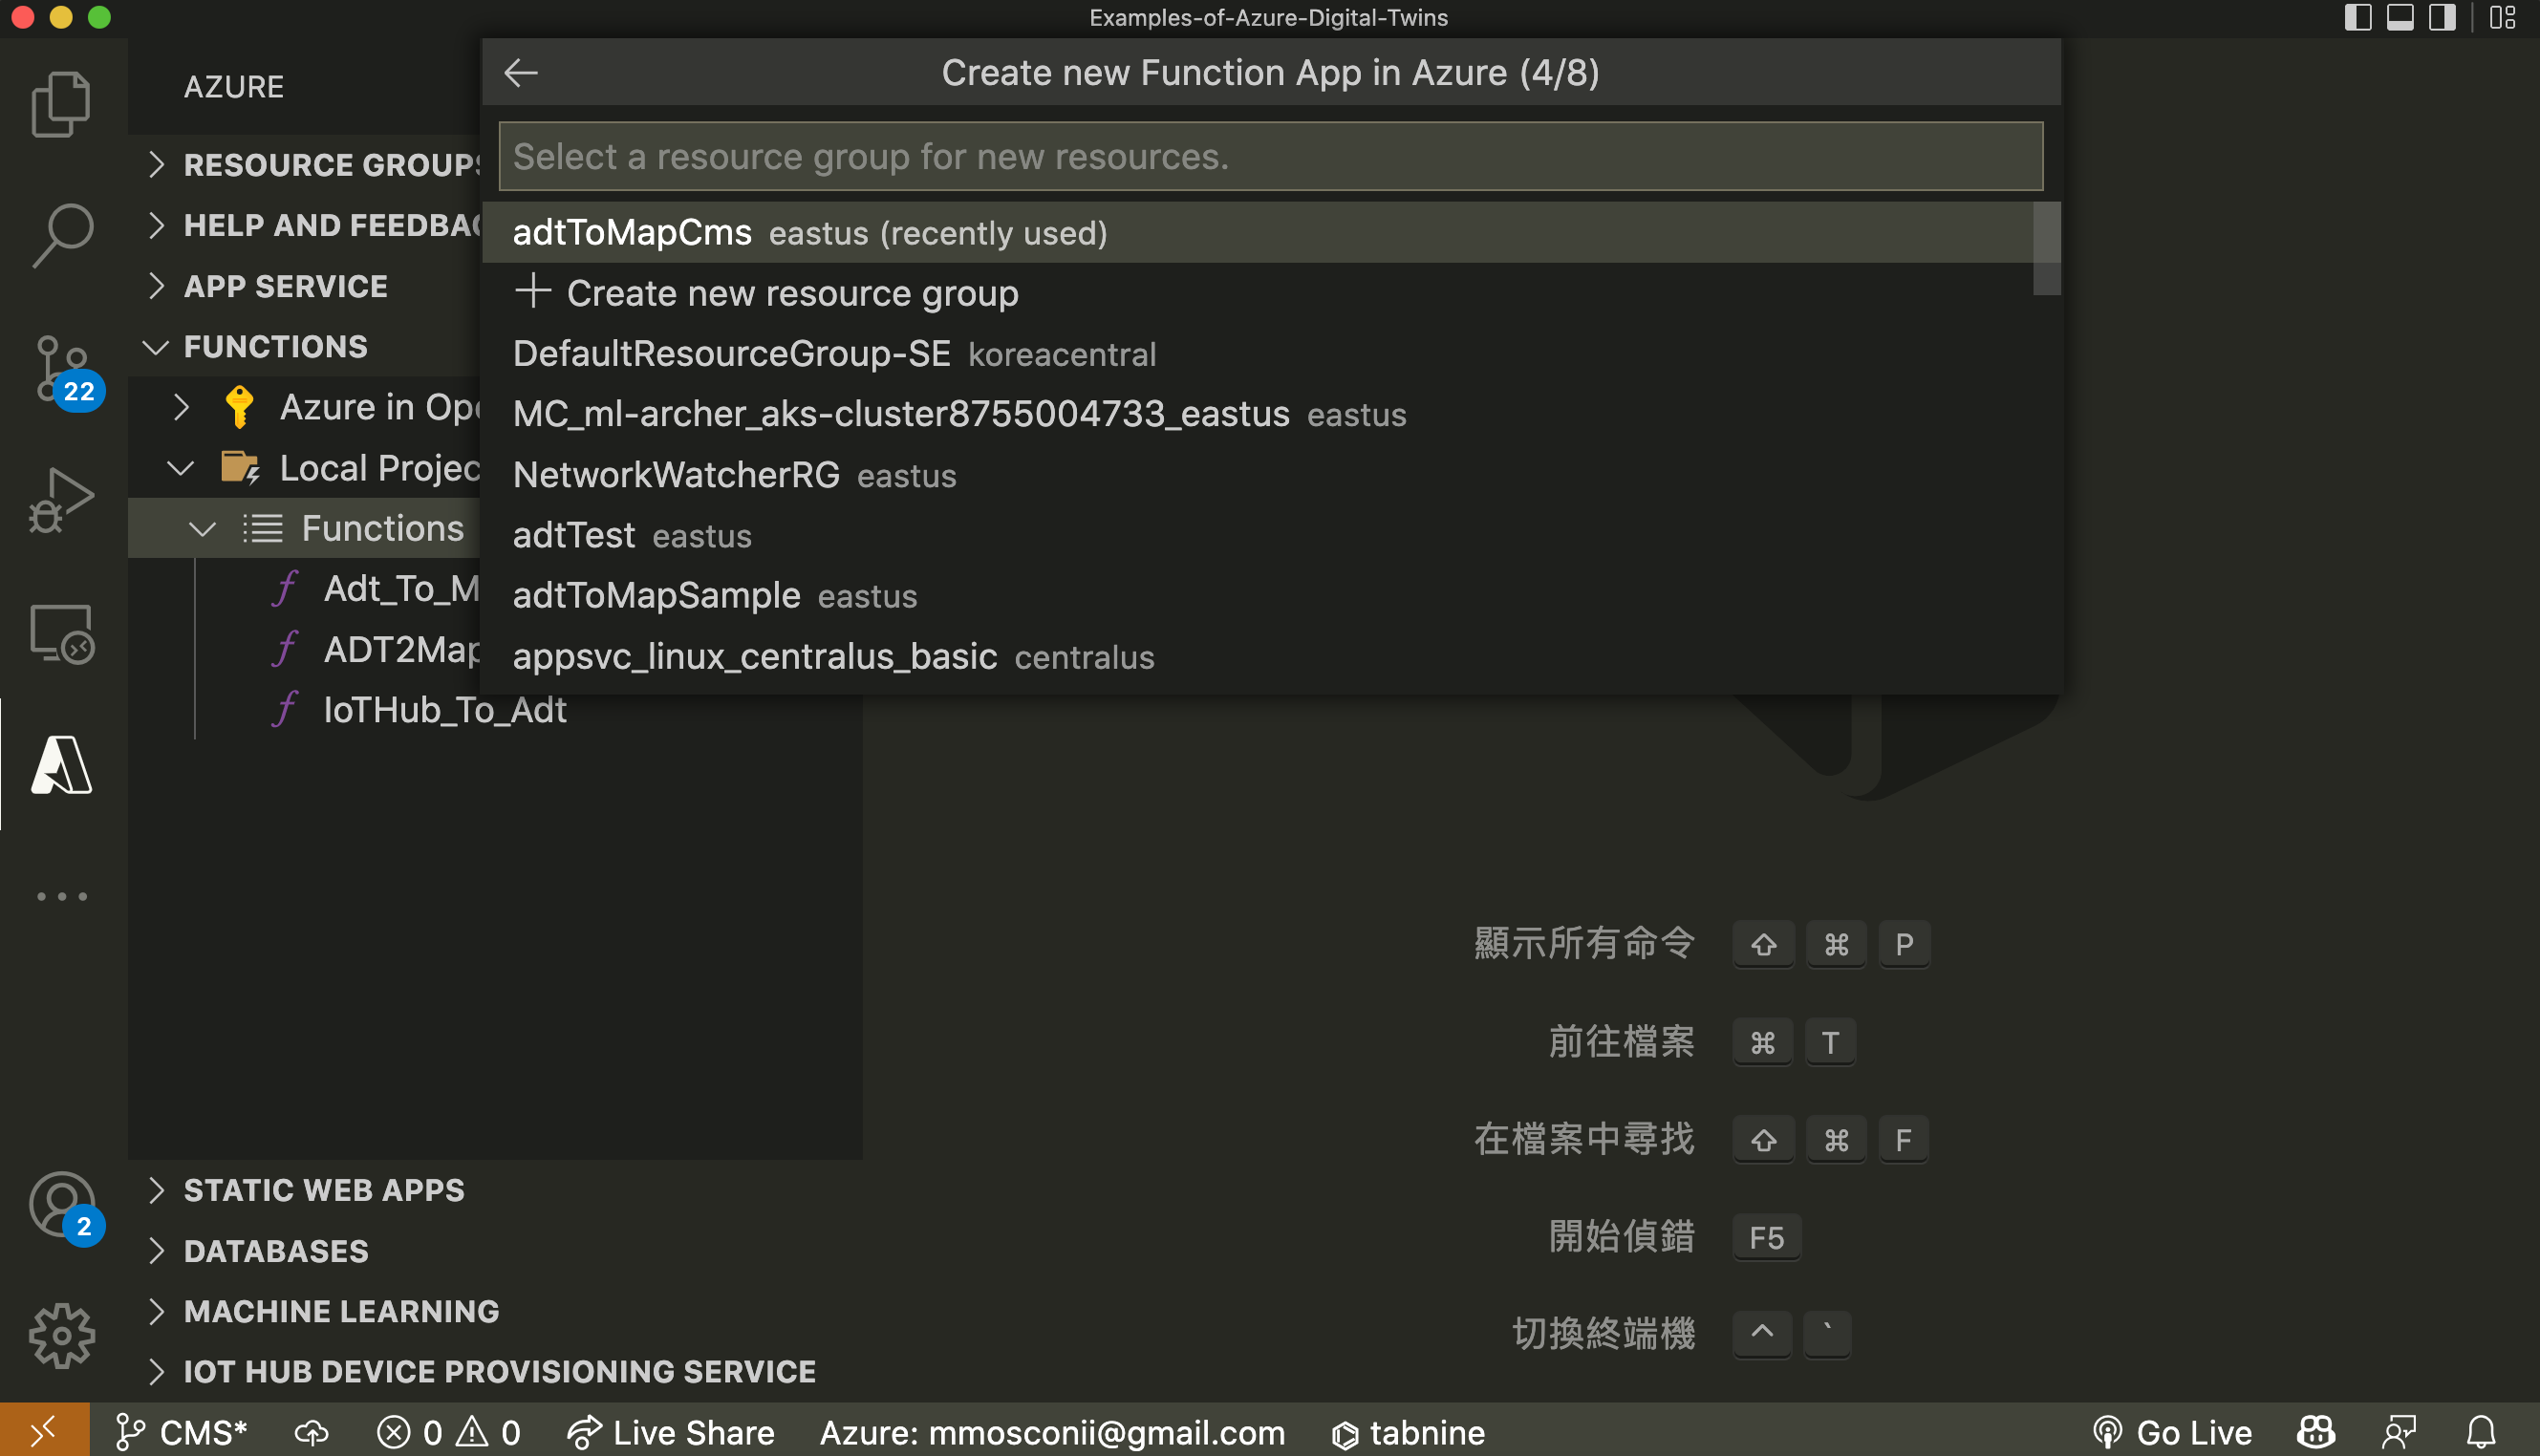 Examples-of-Azure-Digital-Twins
AZURE
RESOURCE GROUPS
HELP AND FEEDBAC
APP SERVICE
FUNCTIONS
Azure in Op
Local Projec
Functions
Adt_To_M
ADT2Map
IoTHub_To_Adt
STATIC WEB APPS
DATABASES
MACHINE LEARNING
IOT HUB DEVICE PROVISIONING SERVICE
22
2
Create new Function App in Azure (4/8)
Select a resource group for new resources.
adtToMapCms eastus (recently used)
Create new resource group
DefaultResourceGroup-SE koreacentral
MC_ml-archer_aks-cluster8755004733_eastus eastus
NetworkWatcherRG eastus
adtTest eastus
adtToMapSample eastus
appsvc_linux_centralus_basic centralus
顯示所有命令 ⇧ ⌘ P
前往檔案 ⌘ T
在檔案中尋找 ⇧ ⌘ F
開始偵錯 F5
切換終端機 ^ `
CMS* 0 0 Live Share Azure: mmosconii@gmail.com tabnine Go Live